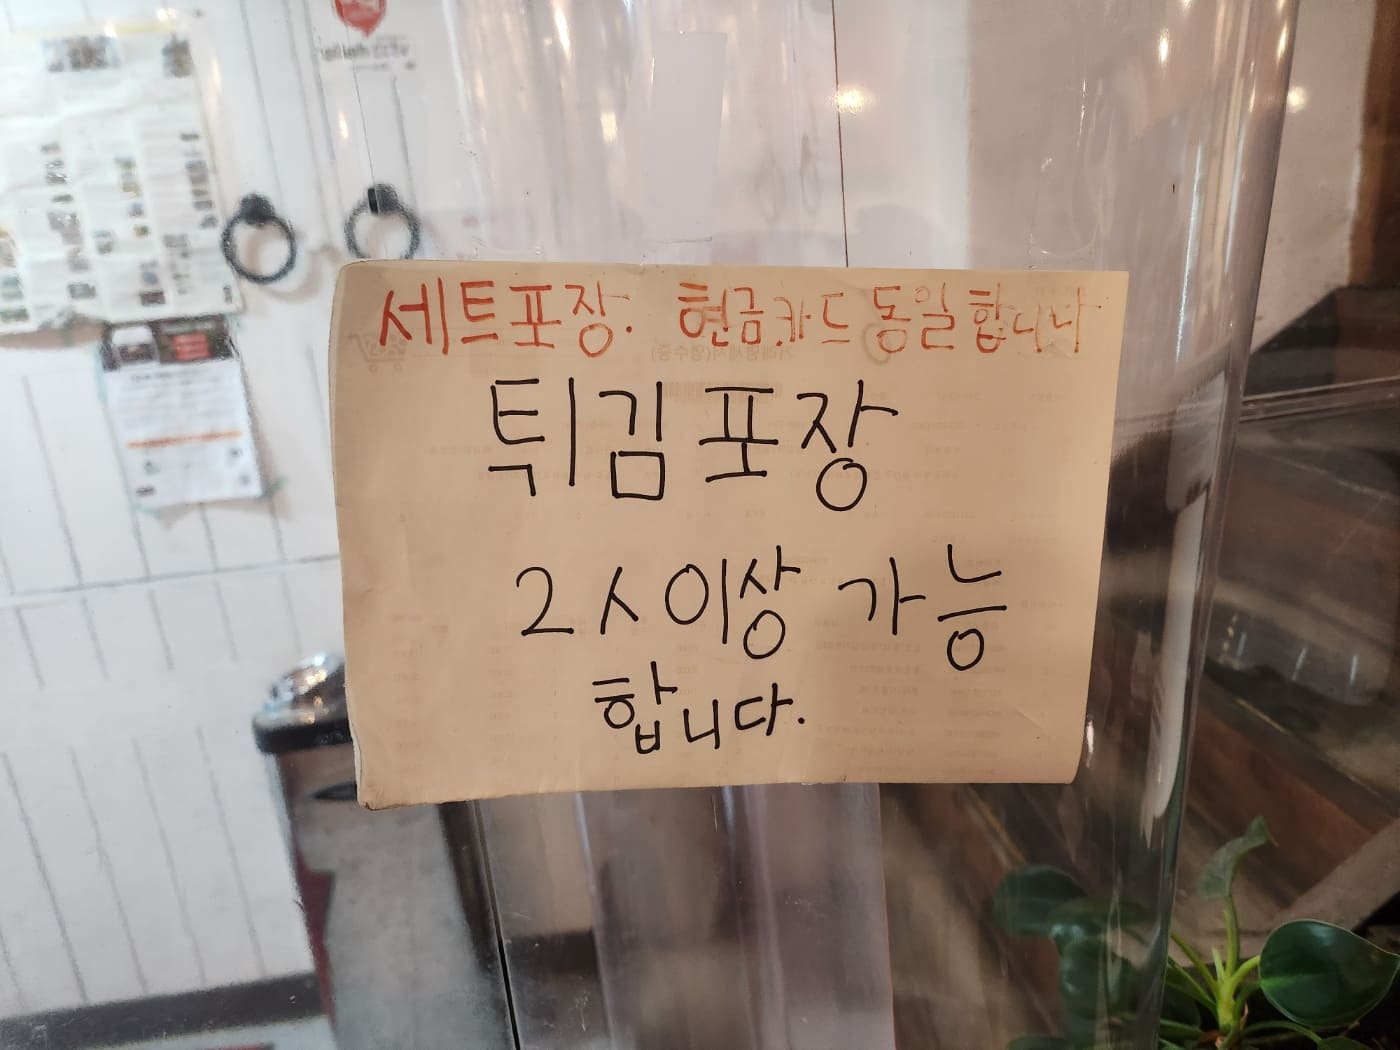 세트포장. 현금,카드 동일합니다
튀김포장
2人이상 가능
합니다.